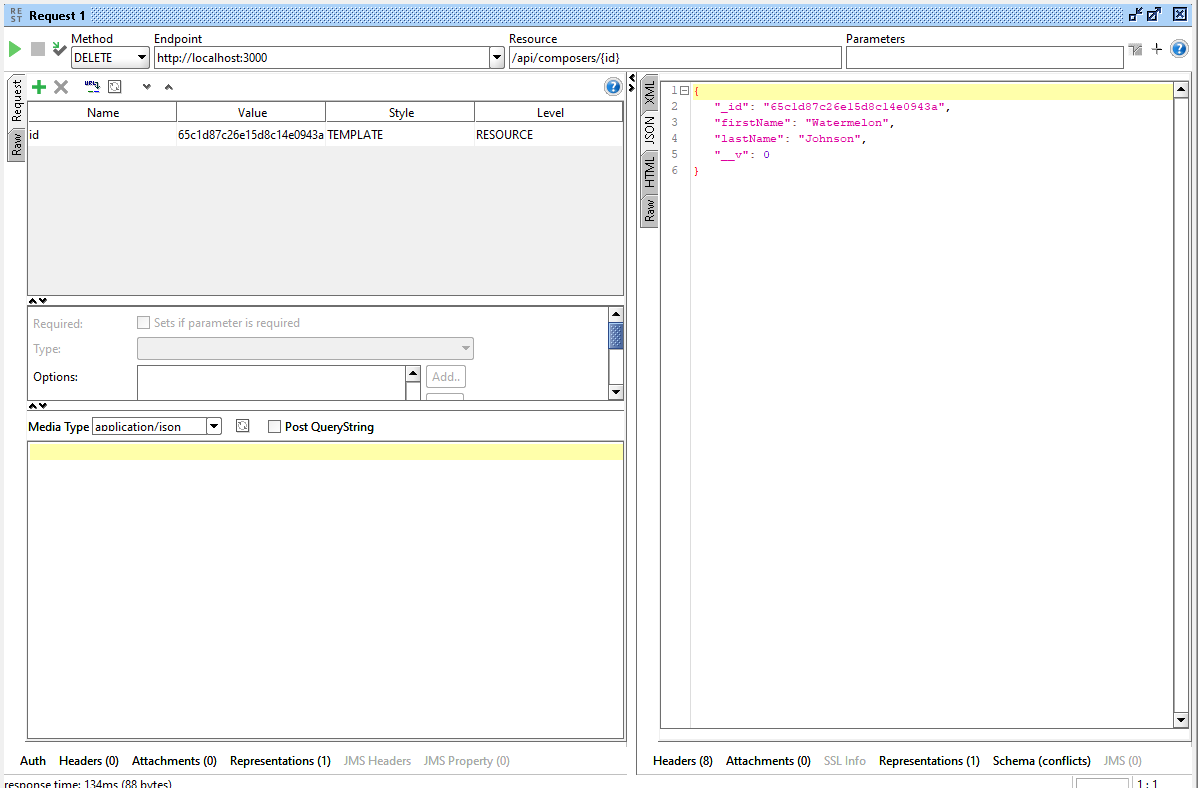 RE
ST
Request 1
Method
Endpoint
Resource
Parameters
DELETE
http://localhost:3000
/api/composers/{id}
Request
Raw
Name Value Style Level
id 65c1d87c26e15d8c14e0943a TEMPLATE RESOURCE
Required:
Sets if parameter is required
Type:
Options:
Add..
Media Type
application/json
Post QueryString
Auth Headers (0) Attachments (0) Representations (1) JMS Headers JMS Property (0)
response time: 134ms (88 bytes)
XML
JSON
HTML
Raw
1 {
2 "_id": "65c1d87c26e15d8c14e0943a",
3 "firstName": "Watermelon",
4 "lastName": "Johnson",
5 "__v": 0
6 }
Headers (8) Attachments (0) SSL Info Representations (1) Schema (conflicts) JMS (0)
1 : 1